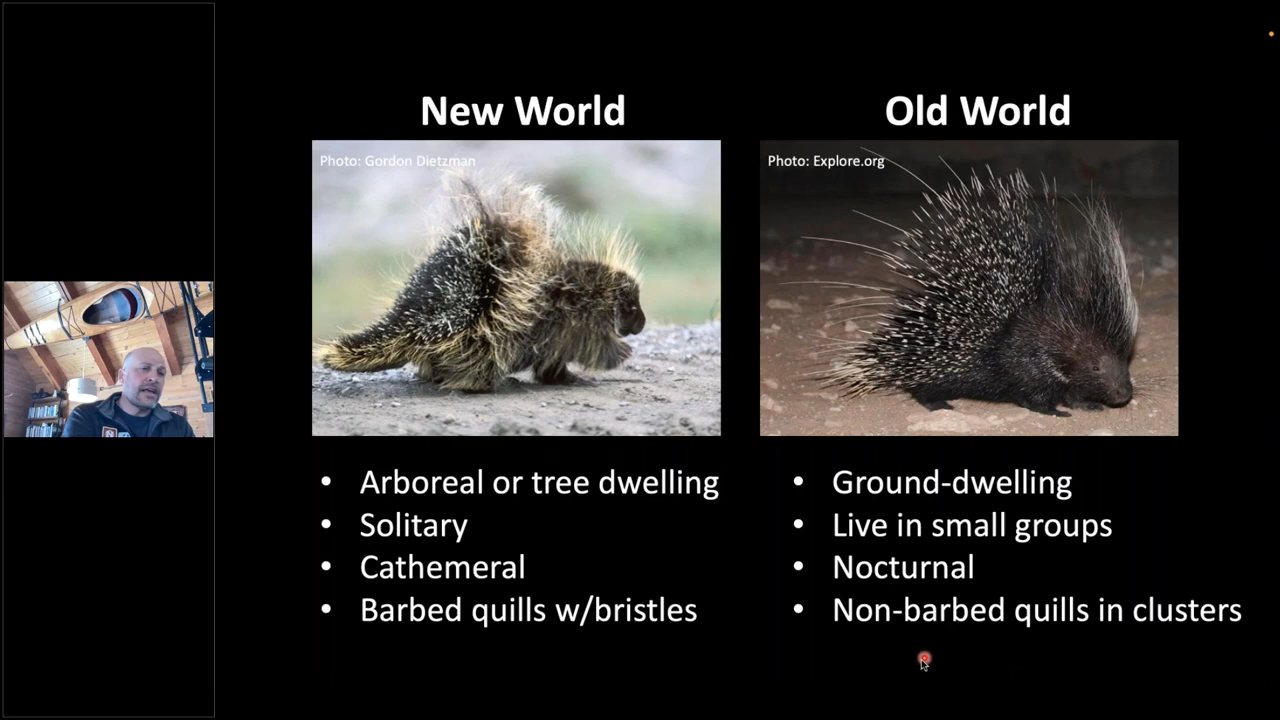 New World
Old World
Photo: Gordon Dietzman
Photo: Explore.org
• Arboreal or tree dwelling
• Solitary
• Cathemeral
• Barbed quills w/bristles
• Ground-dwelling
• Live in small groups
• Nocturnal
• Non-barbed quills in clusters